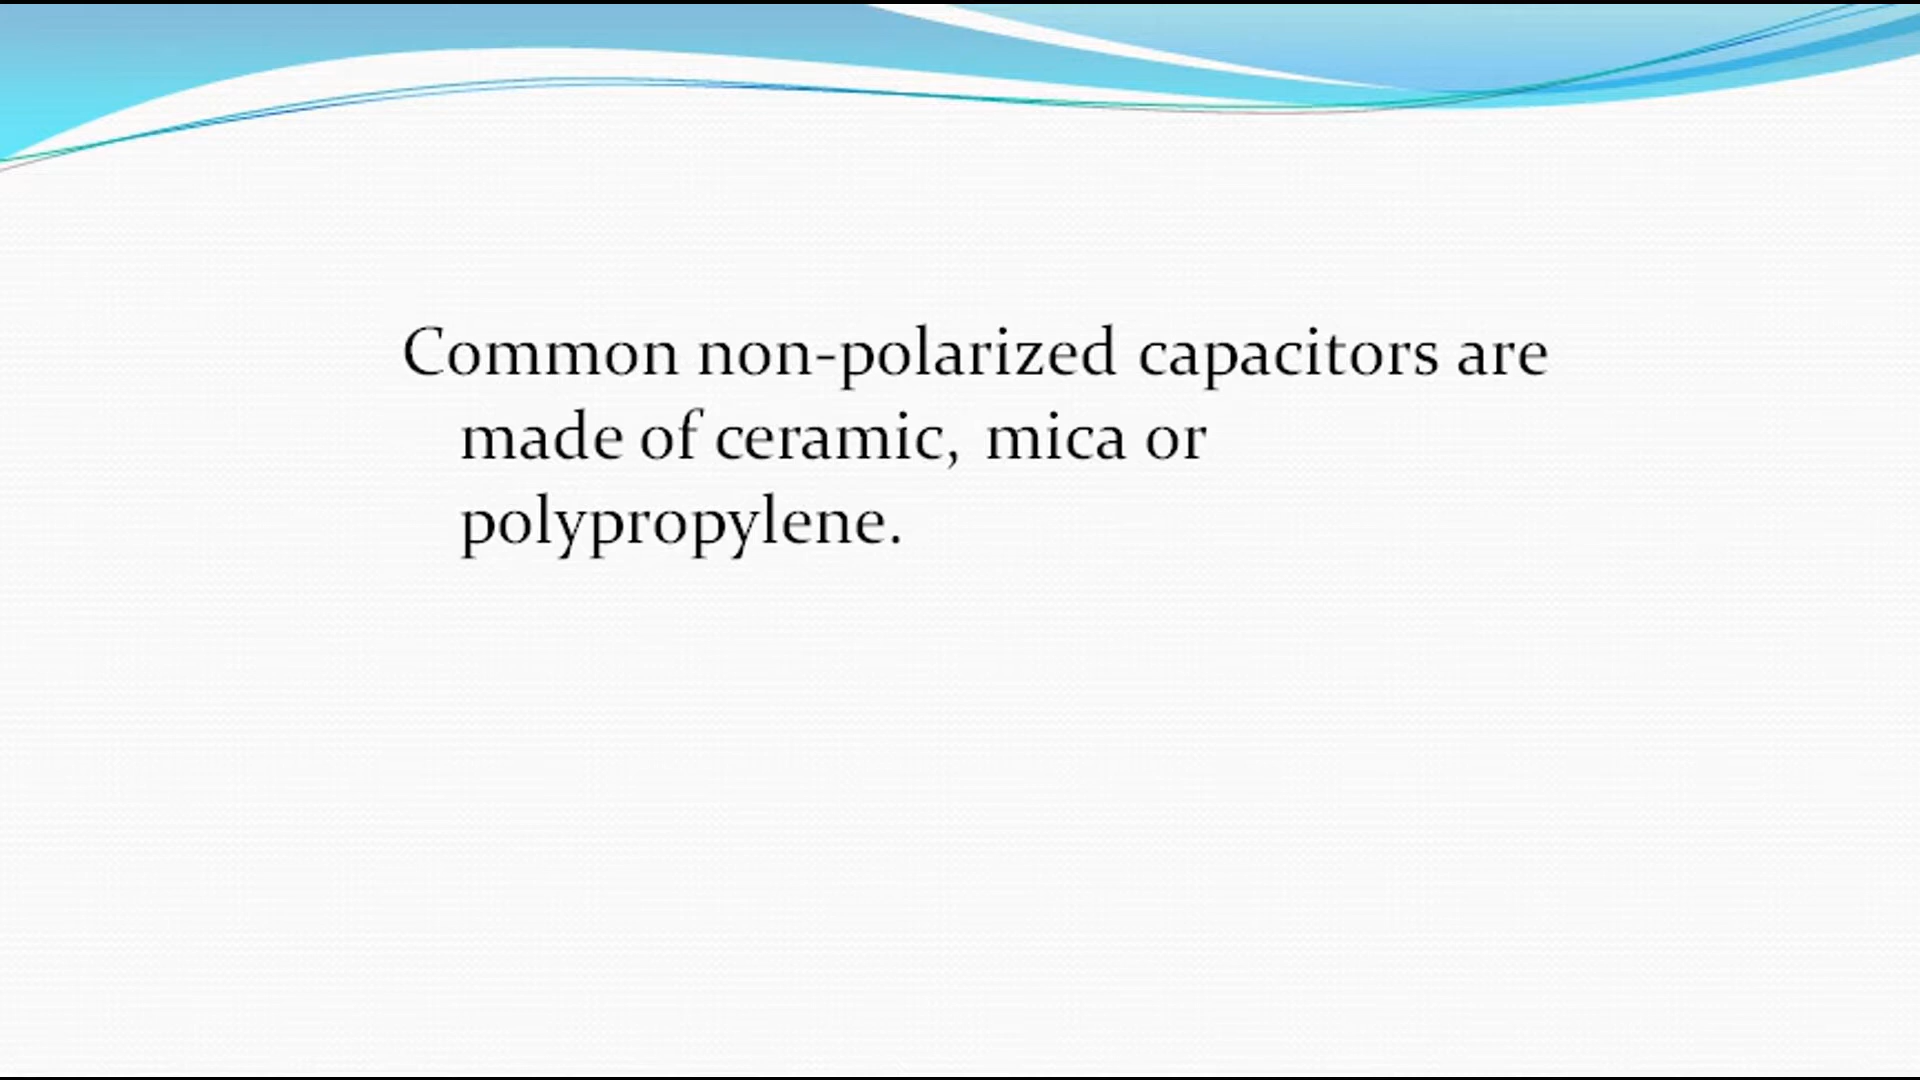 Common non-polarized capacitors are
made of ceramic, mica or
polypropylene.